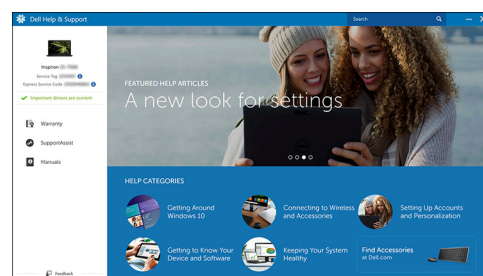 Dell Help & Support
Search
Inspiron
Service Tag:
Express Service Code:
Important drivers are current
Warranty
SupportAssist
Manuals
Feedback
FEATURED HELP ARTICLES
A new look for settings
HELP CATEGORIES
Getting Around
Windows 10
Connecting to Wireless
and Accessories
Setting Up Accounts
and Personalization
Getting to Know Your
Device and Software
Keeping Your System
Healthy
Find Accessories
at Dell.com